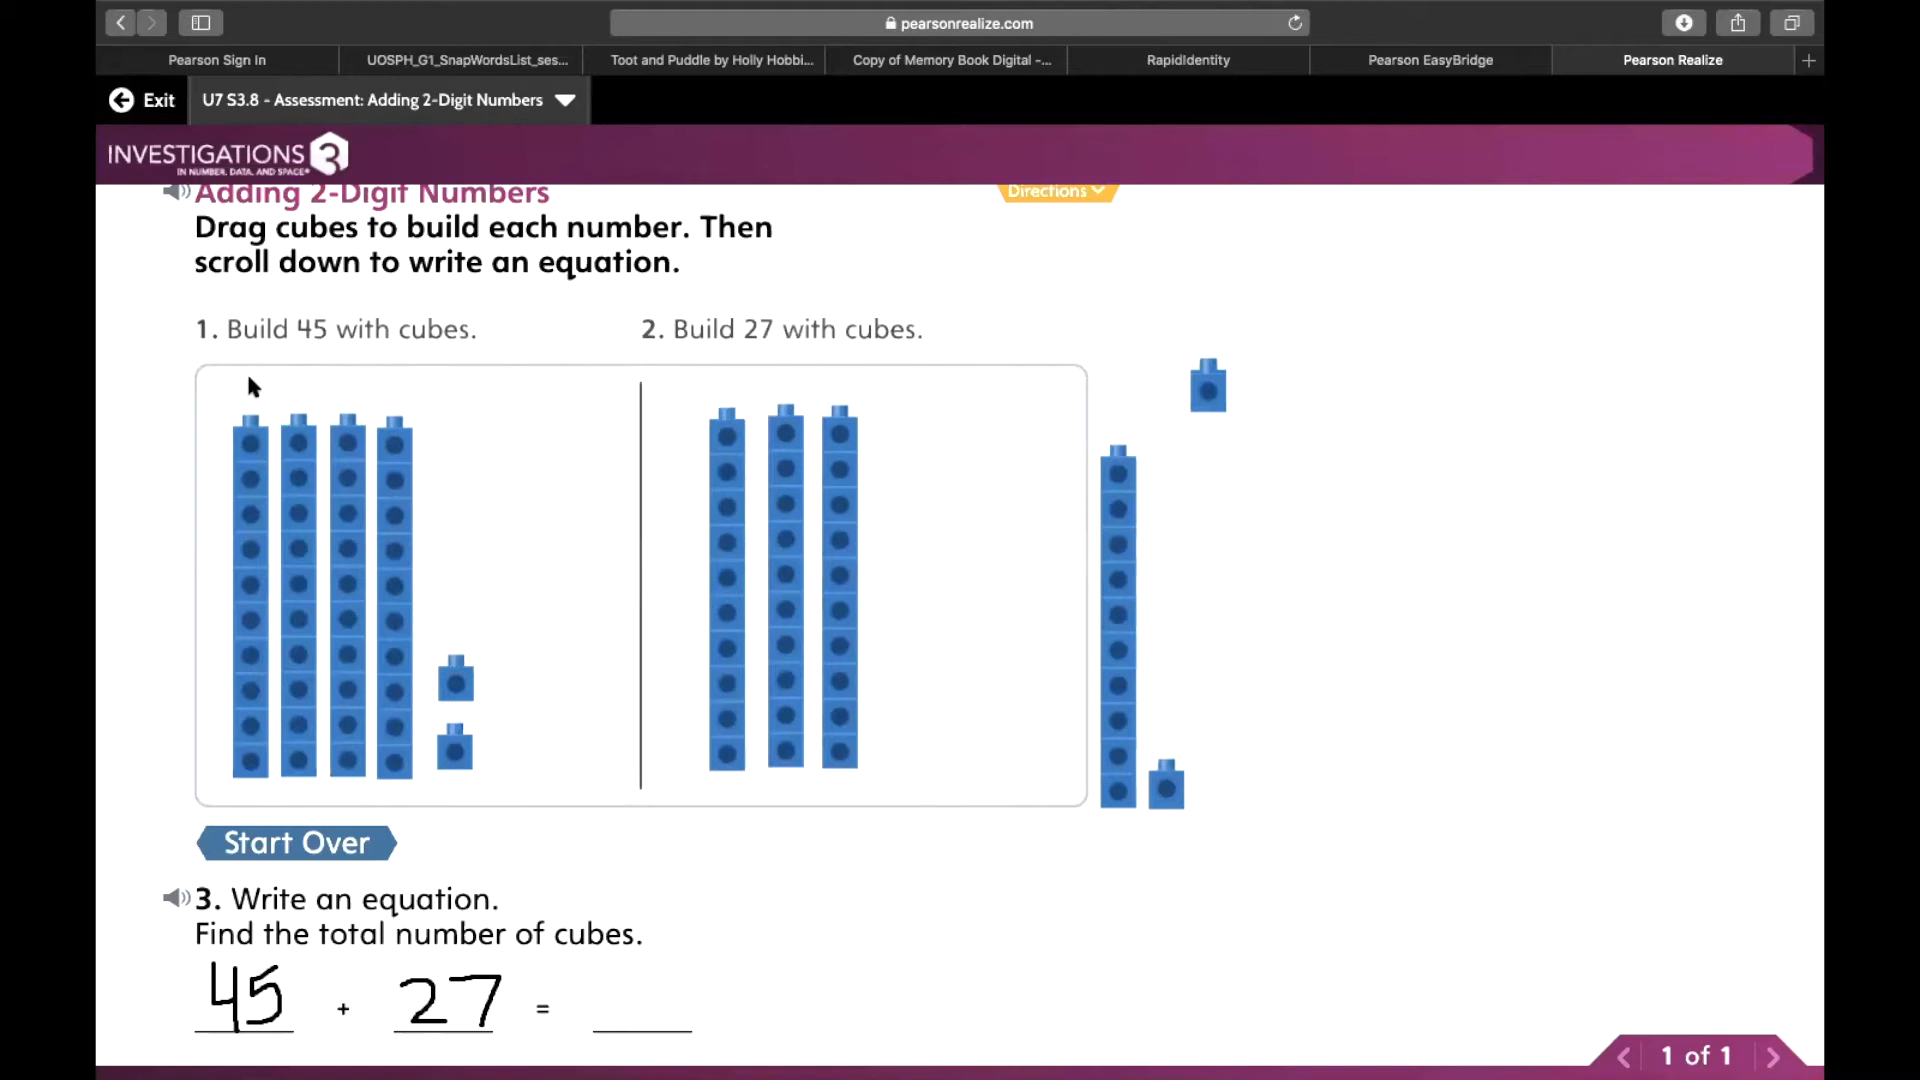 pearsonrealize.com
Pearson Sign In
UOSPH_G1_SnapWordsList_ses...
Toot and Puddle by Holly Hobbi...
Copy of Memory Book Digital -...
RapidIdentity
Pearson EasyBridge
Pearson Realize
Exit
U7 S3.8 - Assessment: Adding 2-Digit Numbers
INVESTIGATIONS 3
IN NUMBER, DATA, AND SPACE®
Adding 2-Digit Numbers
Directions
Drag cubes to build each number. Then
scroll down to write an equation.
1. Build 45 with cubes.
2. Build 27 with cubes.
Start Over
3. Write an equation.
Find the total number of cubes.
45 + 27 =
1 of 1